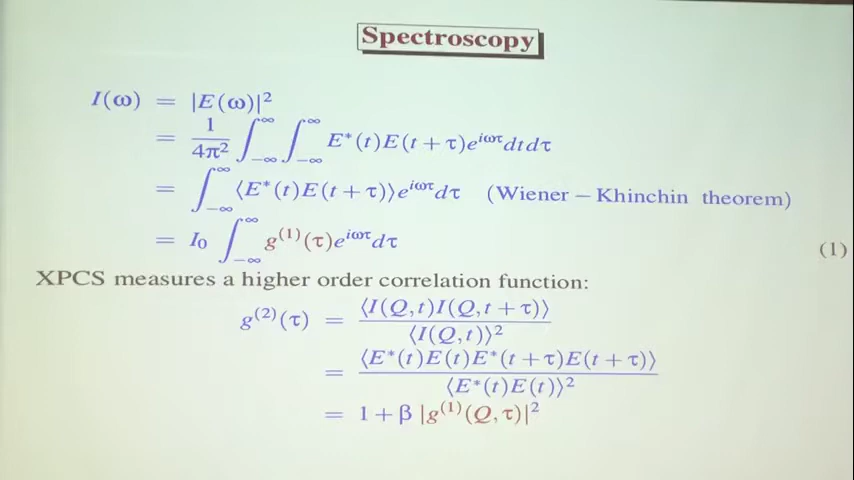 Spectroscopy
I(ω) = |E(ω)|²
= 1/4π² ∫_{−∞}^{∞} ∫_{−∞}^{∞} E*(t)E(t+τ)e^{iωτ}dtdτ
= ∫_{−∞}^{∞} ⟨E*(t)E(t+τ)⟩e^{iωτ}dτ (Wiener − Khinchin theorem)
= I₀ ∫_{−∞}^{∞} g^{(1)}(τ)e^{iωτ}dτ
(1)
XPCS measures a higher order correlation function:
g^{(2)}(τ) = ⟨I(Q,t)I(Q,t+τ)⟩ / ⟨I(Q,t)⟩²
= ⟨E*(t)E(t)E*(t+τ)E(t+τ)⟩ / ⟨E*(t)E(t)⟩²
= 1+β |g^{(1)}(Q,τ)|²